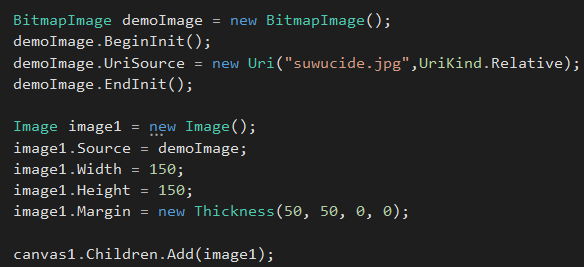 BitmapImage demoImage = new BitmapImage();
demoImage.BeginInit();
demoImage.UriSource = new Uri("suwucide.jpg",UriKind.Relative);
demoImage.EndInit();
Image image1 = new Image();
image1.Source = demoImage;
image1.Width = 150;
image1.Height = 150;
image1.Margin = new Thickness(50, 50, 0, 0);
canvas1.Children.Add(image1);